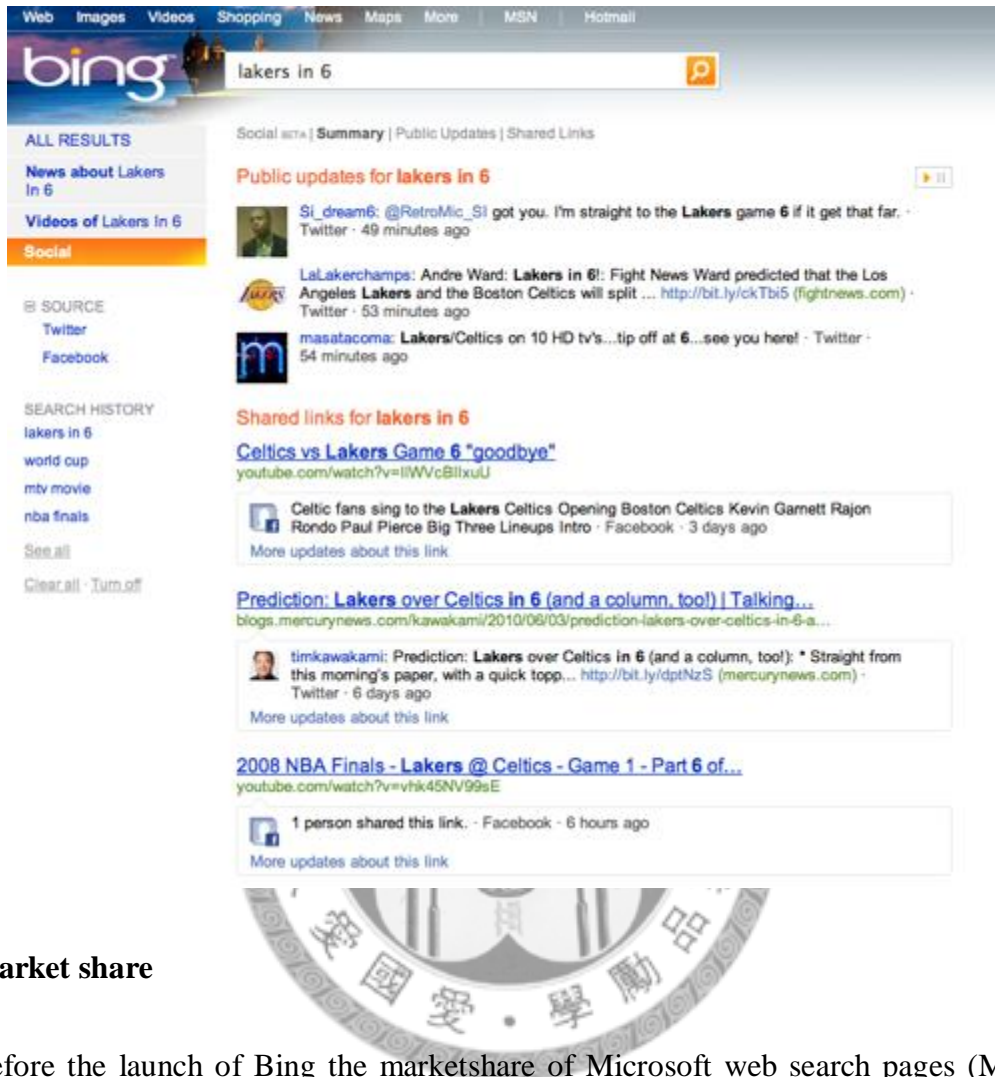 Web Images Videos Shopping News Maps More | MSN | Hotmail
bing
lakers in 6
ALL RESULTS
News about Lakers
In 6
Videos of Lakers In 6
Social
SOURCE
Twitter
Facebook
SEARCH HISTORY
lakers in 6
world cup
mtv movie
nba finals
See all
Clear all · Turn off
Social BETA | Summary | Public Updates | Shared Links
Public updates for lakers in 6
Si_dream6: @RetroMic_SI got you. I'm straight to the Lakers game 6 if it get that far. ·
Twitter · 49 minutes ago
LaLakerchamps: Andre Ward: Lakers in 6!: Fight News Ward predicted that the Los
Angeles Lakers and the Boston Celtics will split ... http://bit.ly/ckTbi5 (fightnews.com) ·
Twitter · 53 minutes ago
masatacoma: Lakers/Celtics on 10 HD tv's...tip off at 6...see you here! · Twitter ·
54 minutes ago
Shared links for lakers in 6
Celtics vs Lakers Game 6 "goodbye"
youtube.com/watch?v=IIWVcBIIxuU
Celtic fans sing to the Lakers Celtics Opening Boston Celtics Kevin Garnett Rajon
Rondo Paul Pierce Big Three Lineups Intro · Facebook · 3 days ago
More updates about this link
Prediction: Lakers over Celtics in 6 (and a column, too!) | Talking...
blogs.mercurynews.com/kawakami/2010/06/03/prediction-lakers-over-celtics-in-6-a...
timkawakami: Prediction: Lakers over Celtics in 6 (and a column, too!): * Straight from
this morning's paper, with a quick topp... http://bit.ly/dptNzS (mercurynews.com) ·
Twitter · 6 days ago
More updates about this link
2008 NBA Finals - Lakers @ Celtics - Game 1 - Part 6 of...
youtube.com/watch?v=vhk45NV99sE
1 person shared this link. · Facebook · 6 hours ago
More updates about this link
愛 國 愛 · 學 勵 品
arket share
efore the launch of Bing the marketshare of Microsoft web search pages (M